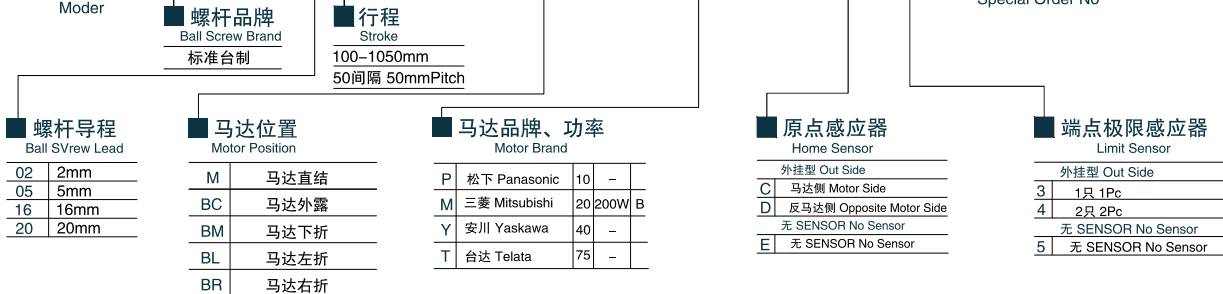 Moder
Special Order No
螺杆品牌
Ball Screw Brand
标准台制
行程
Stroke
100–1050mm
50间隔 50mmPitch
螺杆导程
Ball SVrew Lead
02 2mm
05 5mm
16 16mm
20 20mm
马达位置
Motor Position
M 马达直结
BC 马达外露
BM 马达下折
BL 马达左折
BR 马达右折
马达品牌、功率
Motor Brand
P 松下 Panasonic 10 –
M 三菱 Mitsubishi 20 200W B
Y 安川 Yaskawa 40 –
T 台达 Telata 75 –
原点感应器
Home Sensor
外挂型 Out Side
C 马达侧 Motor Side
D 反马达侧 Opposite Motor Side
无 SENSOR No Sensor
E 无 SENSOR No Sensor
端点极限感应器
Limit Sensor
外挂型 Out Side
3 1只 1Pc
4 2只 2Pc
无 SENSOR No Sensor
5 无 SENSOR No Sensor